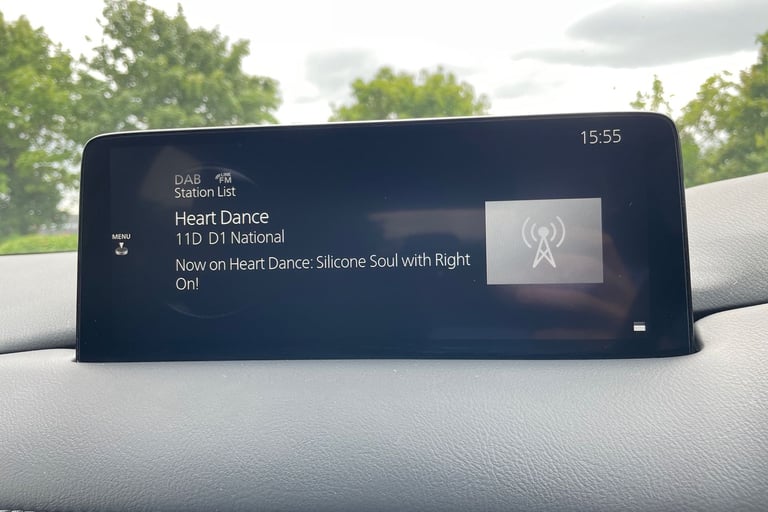 15:55
DAB LINK FM
Station List
Heart Dance
MENU
11D D1 National
Now on Heart Dance: Silicone Soul with Right
On!